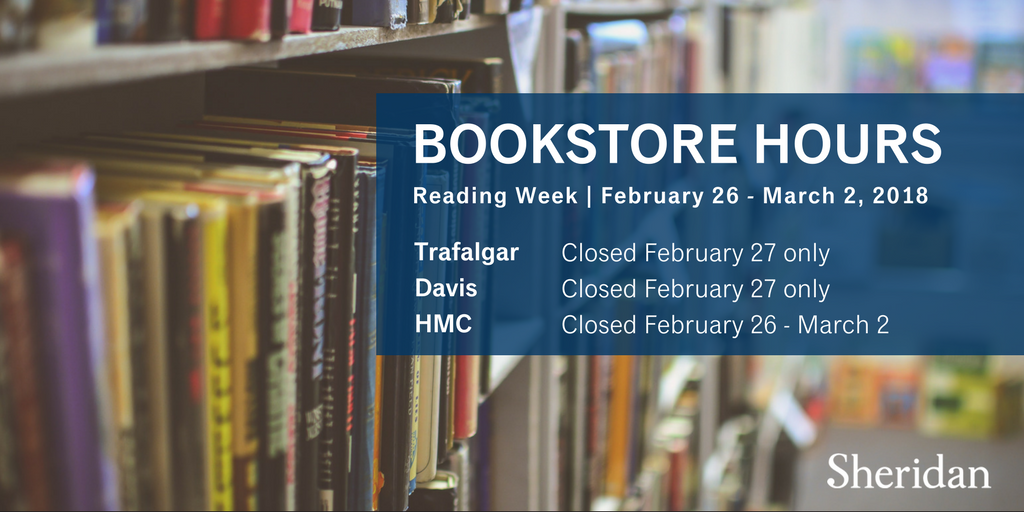 BOOKSTORE HOURS
Reading Week | February 26 - March 2, 2018
Trafalgar Closed February 27 only
Davis Closed February 27 only
HMC Closed February 26 - March 2
Sheridan